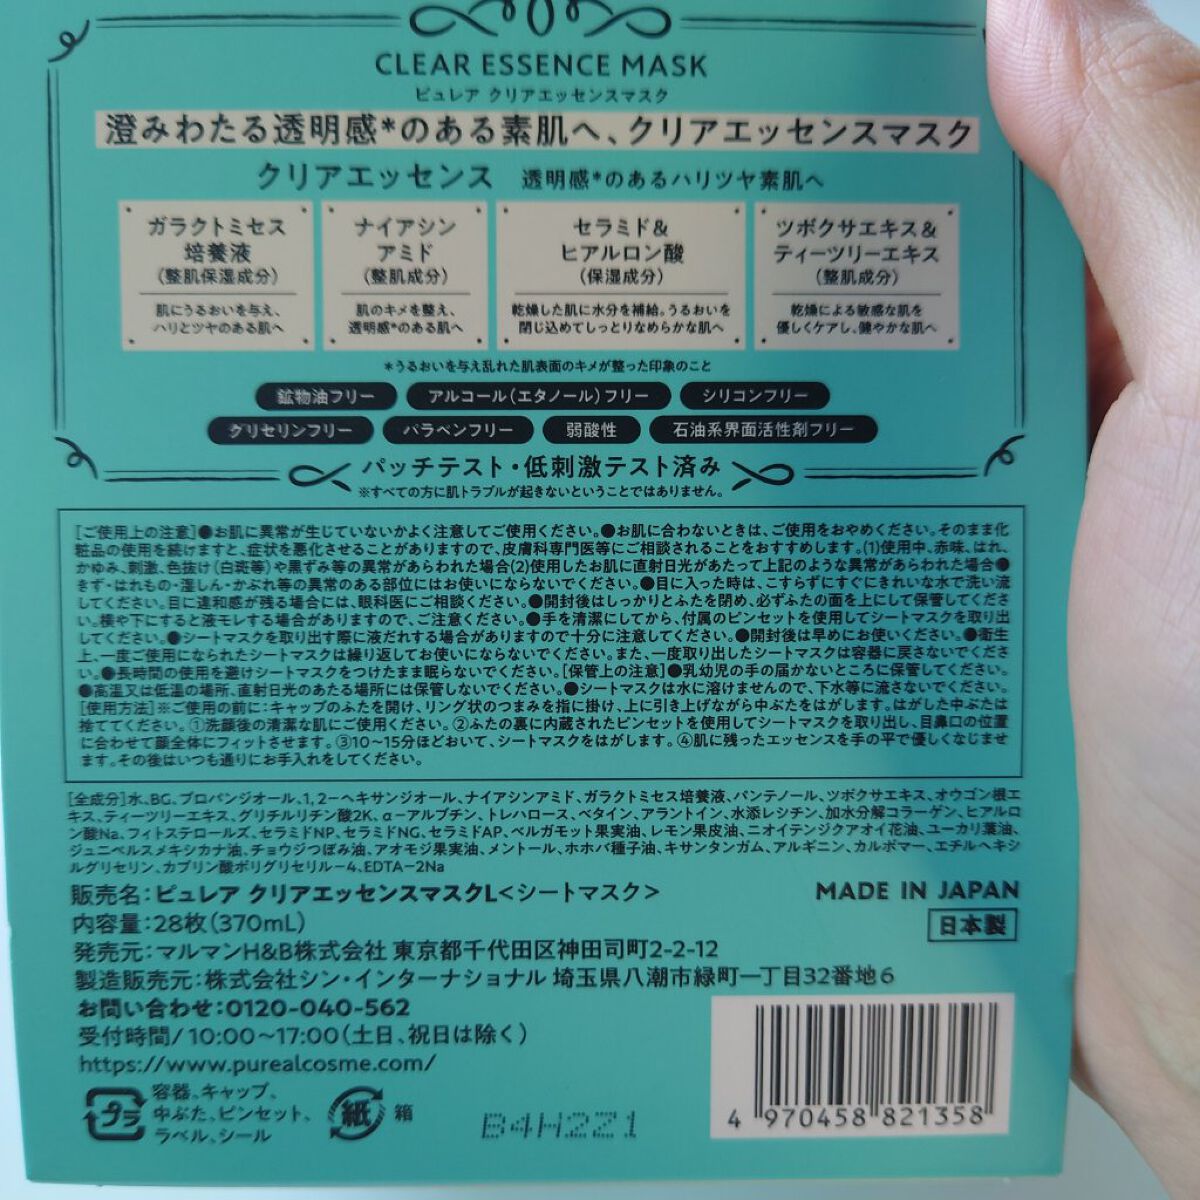 CLEAR ESSENCE MASK
ピュレア クリアエッセンスマスク
澄みわたる透明感*のある素肌へ、クリアエッセンスマスク
クリアエッセンス 透明感*のあるハリツヤ素肌へ
ガラクトミセス
培養液
(整肌保湿成分)
肌にうるおいを与え、
ハリとツヤのある肌へ
ナイアシン
アミド
(整肌成分)
肌のキメを整え、
透明感*のある肌へ
セラミド&
ヒアルロン酸
(保湿成分)
乾燥した肌に水分を補給。うるおいを
閉じ込めてしっとりなめらかな肌へ
ツボクサエキス&
ティーツリーエキス
(整肌成分)
乾燥による敏感な肌を
優しくケアし、健やかな肌へ
*うるおいを与え乱れた肌表面のキメが整った印象のこと
鉱物油フリー アルコール(エタノール)フリー シリコンフリー
グリセリンフリー パラベンフリー 弱酸性 石油系界面活性剤フリー
パッチテスト・低刺激テスト済み
※すべての方に肌トラブルが起きないということではありません。
[ご使用上の注意]●お肌に異常が生じていないかよく注意してご使用ください。●お肌に合わないときは、ご使用をおやめください。そのまま化
粧品の使用を続けますと、症状を悪化させることがありますので、皮膚科専門医等にご相談されることをおすすめします。(1)使用中、赤味、はれ、
かゆみ、刺激、色抜け(白斑等)や黒ずみ等の異常があらわれた場合(2)使用したお肌に直射日光があたって上記のような異常があらわれた場合●
きず・はれもの・湿しん・かぶれ等の異常のある部位にはお使いにならないでください。●目に入った時は、こすらずにすぐにきれいな水で洗い流
してください。目に違和感が残る場合には、眼科医にご相談ください。●開封後はしっかりとふたを閉め、必ずふたの面を上にして保管してくださ
い。横や下にすると液モレする場合がありますので、ご注意ください。●手を清潔にしてから、付属のピンセットを使用してシートマスクを取り出
してください。●シートマスクを取り出す際に液だれする場合がありますので十分に注意してください。●開封後は早めにお使いください。●衛生
上、一度ご使用になられたシートマスクは繰り返してお使いにならないでください。また、一度取り出したシートマスクは容器に戻さないでくださ
い。●長時間の使用を避けシートマスクをつけたまま眠らないでください。[保管上の注意]●乳幼児の手の届かないところに保管してください。
●高温又は低温の場所、直射日光のあたる場所には保管しないでください。●シートマスクは水に溶けませんので、下水等に流さないでください。
[使用方法]※ご使用の前に:キャップのふたを開け、リング状のつまみを指に掛け、上に引き上げながら中ぶたをはがします。はがした中ぶたは
捨ててください。①洗顔後の清潔な肌にご使用ください。②ふたの裏に内蔵されたピンセットを使用してシートマスクを取り出し、目鼻口の位置
に合わせて顔全体にフィットさせます。③10〜15分ほどおいて、シートマスクをはがします。④肌に残ったエッセンスを手の平で優しくなじませ
ます。その後はいつも通りにお手入れをしてください。
[全成分]水、BG、プロパンジオール、1,2-ヘキサンジオール、ナイアシンアミド、ガラクトミセス培養液、パンテノール、ツボクサエキス、オウゴン根エ
キス、ティーツリーエキス、グリチルリチン酸2K、α-アルブチン、トレハロース、ベタイン、アラントイン、水添レシチン、加水分解コラーゲン、ヒアルロ
ン酸Na、フィトステロールズ、セラミドNP、セラミドNG、セラミドAP、ベルガモット果実油、レモン果皮油、ニオイテンジクアオイ花油、ユーカリ葉油、
ジュニペルスメキシカナ油、チョウジつぼみ油、アオモジ果実油、メントール、ホホバ種子油、キサンタンガム、アルギニン、カルボマー、エチルヘキシ
ルグリセリン、カプリン酸ポリグリセリル-4、EDTA-2Na
販売名:ピュレア クリアエッセンスマスクL<シートマスク>
MADE IN JAPAN
内容量:28枚(370mL)
日本製
発売元:マルマンH&B株式会社 東京都千代田区神田司町2-2-12
製造販売元:株式会社シン・インターナショナル 埼玉県八潮市緑町一丁目32番地6
お問い合わせ:0120-040-562
受付時間/10:00〜17:00(土日、祝日は除く)
https://www.purealcosme.com/
プラ
容器、キャップ、
中ぶた、ピンセット、
ラベル、シール
紙 箱
B4H2Z1
4 970458 821358